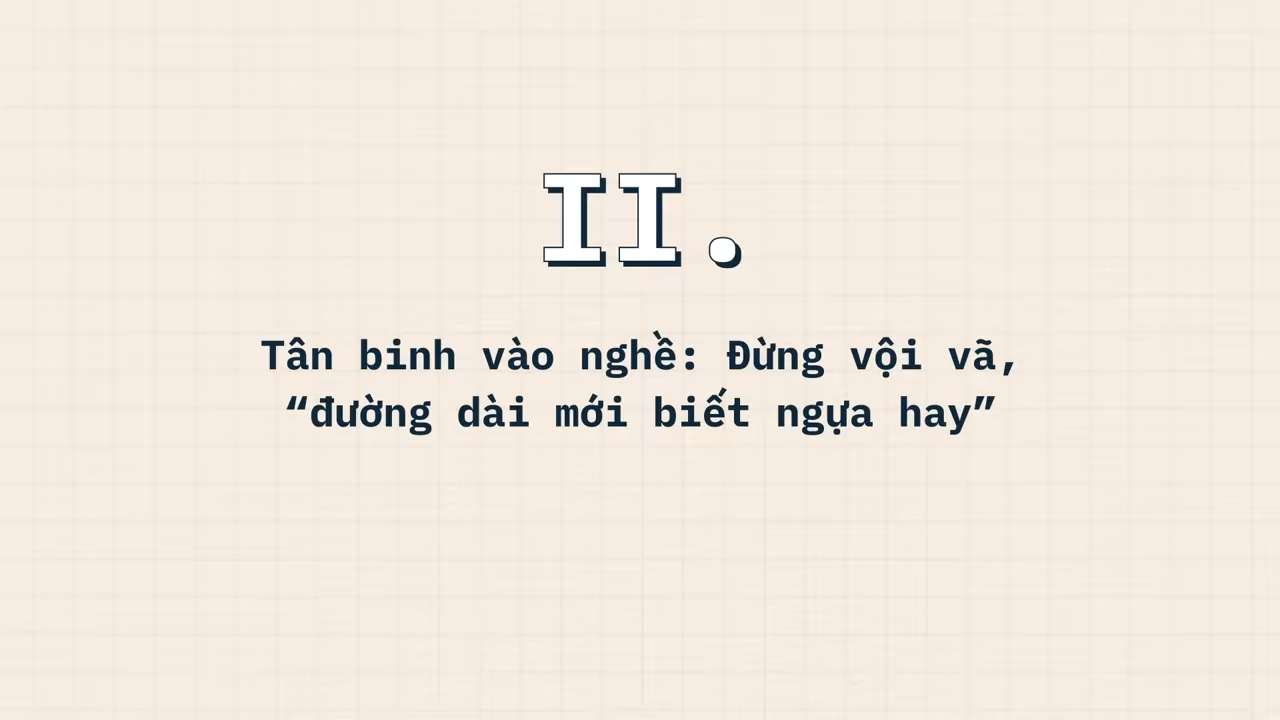 II.
Tân binh vào nghề: Đừng vội vã,
“đường dài mới biết ngựa hay”